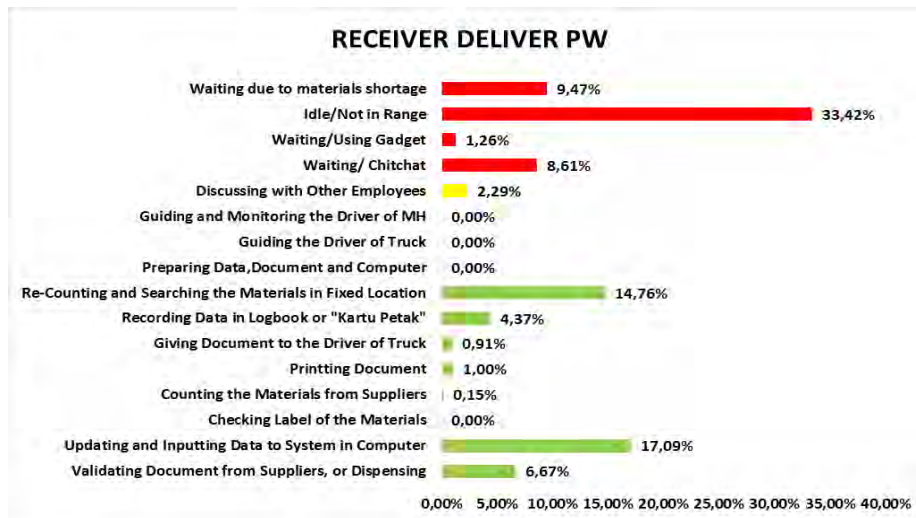 RECEIVER DELIVER PW
Waiting due to materials shortage 9,47%
Idle/Not in Range 33,42%
Waiting/Using Gadget 1,26%
Waiting/ Chitchat 8,61%
Discussing with Other Employees 2,29%
Guiding and Monitoring the Driver of MH 0,00%
Guiding the Driver of Truck 0,00%
Preparing Data,Document and Computer 0,00%
Re-Counting and Searching the Materials in Fixed Location 14,76%
Recording Data in Logbook or "Kartu Petak" 4,37%
Giving Document to the Driver of Truck 0,91%
Printting Document 1,00%
Counting the Materials from Suppliers 0,15%
Checking Label of the Materials 0,00%
Updating and Inputting Data to System in Computer 17,09%
Validating Document from Suppliers, or Dispensing 6,67%
0,00% 5,00% 10,00% 15,00% 20,00% 25,00% 30,00% 35,00% 40,00%